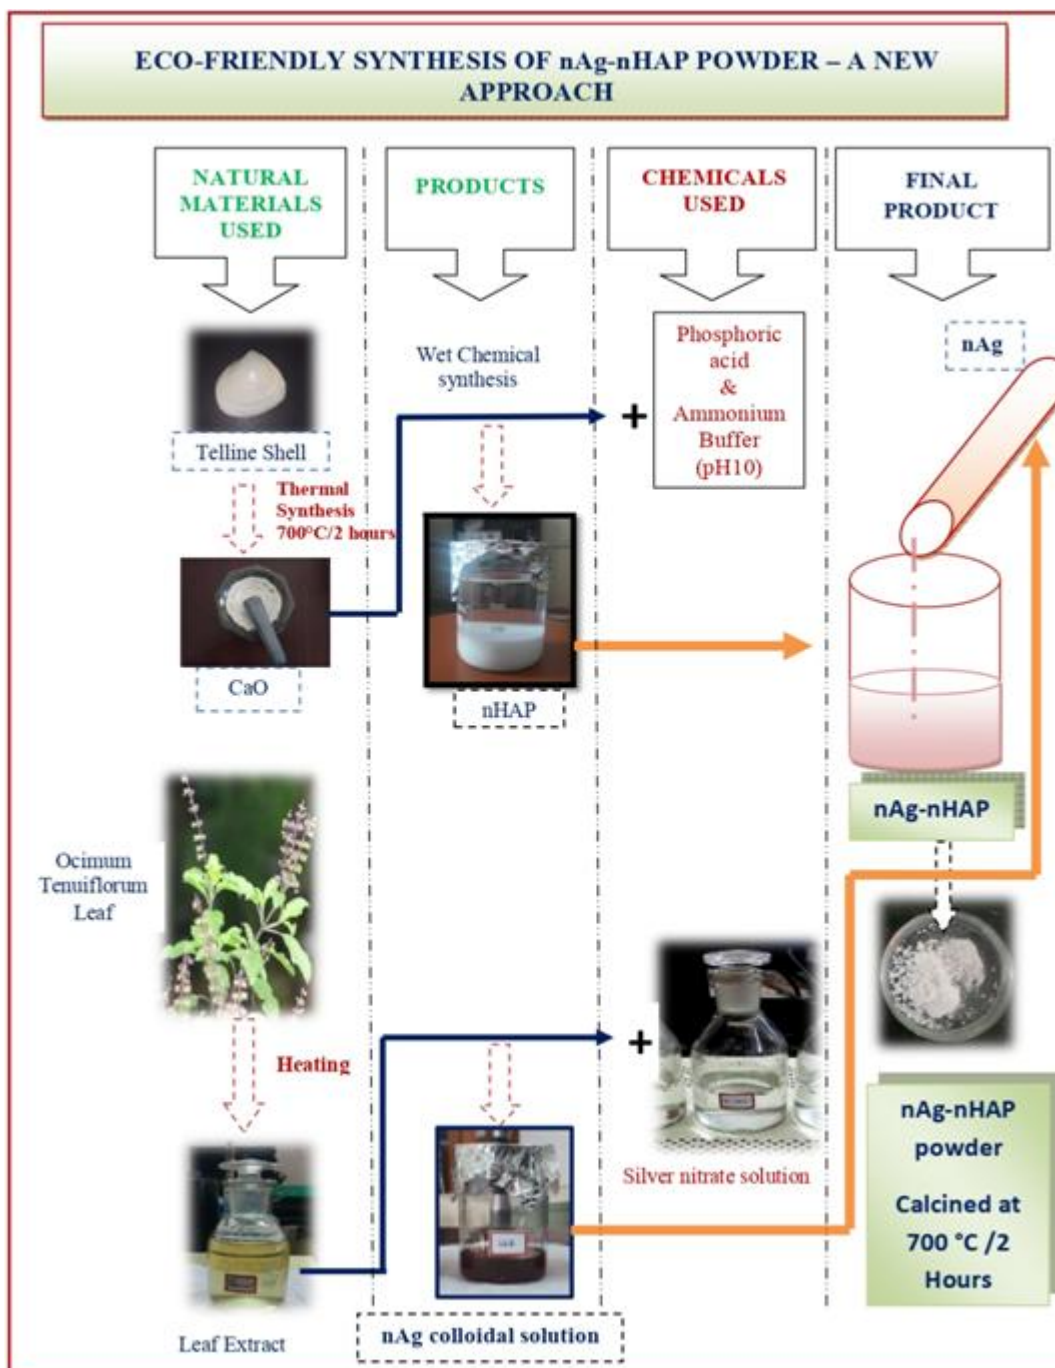 ECO-FRIENDLY SYNTHESIS OF nAg-nHAP POWDER – A NEW
APPROACH
NATURAL
MATERIALS
USED
PRODUCTS
CHEMICALS
USED
FINAL
PRODUCT
Telline Shell
Thermal
Synthesis
700°C/2 hours
CaO
Wet Chemical
synthesis
nHAP
+
Phosphoric
acid
&
Ammonium
Buffer
(pH10)
nAg
nAg-nHAP
Ocimum
Tenuiflorum
Leaf
Heating
Leaf Extract
nAg colloidal solution
+
Silver nitrate solution
nAg-nHAP
powder
Calcined at
700 °C /2
Hours